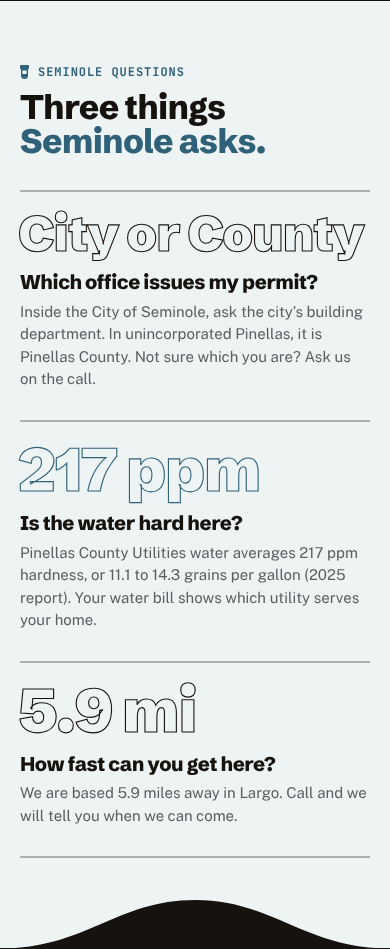 SEMINOLE QUESTIONS
Three things
Seminole asks.
City or County
Which office issues my permit?
Inside the City of Seminole, ask the city’s building
department. In unincorporated Pinellas, it is
Pinellas County. Not sure which you are? Ask us
on the call.
217 ppm
Is the water hard here?
Pinellas County Utilities water averages 217 ppm
hardness, or 11.1 to 14.3 grains per gallon (2025
report). Your water bill shows which utility serves
your home.
5.9 mi
How fast can you get here?
We are based 5.9 miles away in Largo. Call and we
will tell you when we can come.